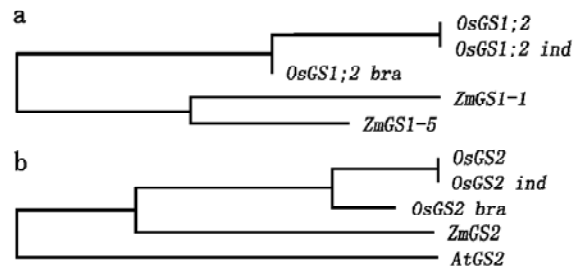 a
OsGS1;2
OsGS1;2 ind
OsGS1;2 bra
ZmGS1-1
ZmGS1-5
b
OsGS2
OsGS2 ind
OsGS2 bra
ZmGS2
AtGS2